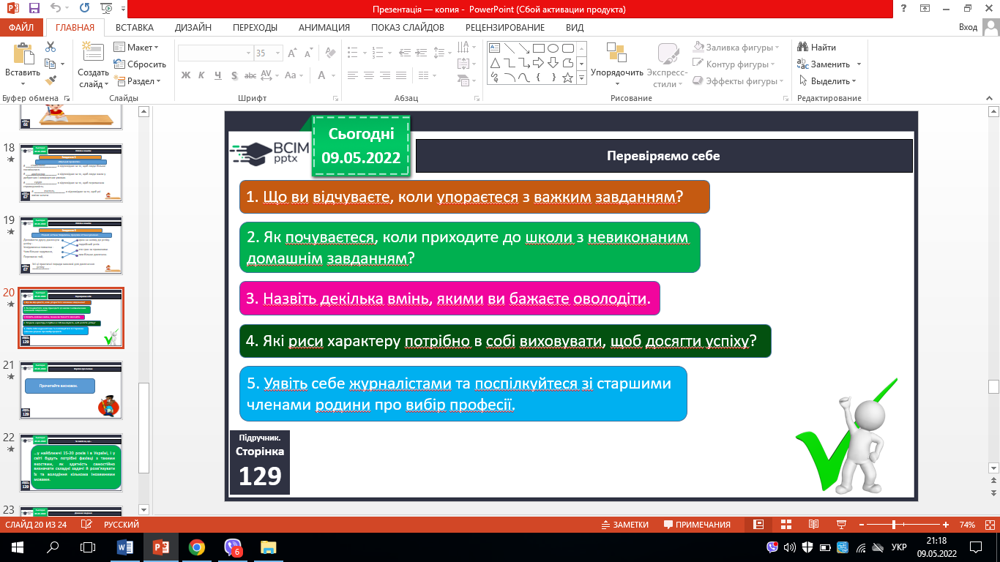 Презентація — копия - PowerPoint (Сбой активации продукта)
ФАЙЛ ГЛАВНАЯ ВСТАВКА ДИЗАЙН ПЕРЕХОДЫ АНИМАЦИЯ ПОКАЗ СЛАЙДОВ РЕЦЕНЗИРОВАНИЕ ВИД Вход
Вставить
Создать слайд
Макет
Сбросить
Раздел
35
Ж К Ч S abc AV Aa А
Упорядочить
Экспресс-стили
Заливка фигуры
Контур фигуры
Эффекты фигуры
Найти
Заменить
Выделить
Буфер обмена Слайды Шрифт Абзац Рисование Редактирование
66
18
67
19
67
20
129
21
Прочитайте висновок.
129
22
...у найближчі 15-20 років і в Україні, і у
світі будуть потрібні фахівці з такими
якостями, як здатність самостійно
визначати складні задачі й розв'язувати
їх та володіння кількома іноземними
мовами.
129
23
Сьогодні
09.05.2022
BCIM
pptx
Перевіряємо себе
1. Що ви відчуваєте, коли упораєтеся з важким завданням?
2. Як почуваєтеся, коли приходите до школи з невиконаним
домашнім завданням?
3. Назвіть декілька вмінь, якими ви бажаєте оволодіти.
4. Які риси характеру потрібно в собі виховувати, щоб досягти успіху?
5. Уявіть себе журналістами та поспілкуйтеся зі старшими
членами родини про вибір професії.
Підручник.
Сторінка
129
СЛАЙД 20 ИЗ 24 РУССКИЙ ЗАМЕТКИ ПРИМЕЧАНИЯ 74%
6
УКР
21:18
09.05.2022